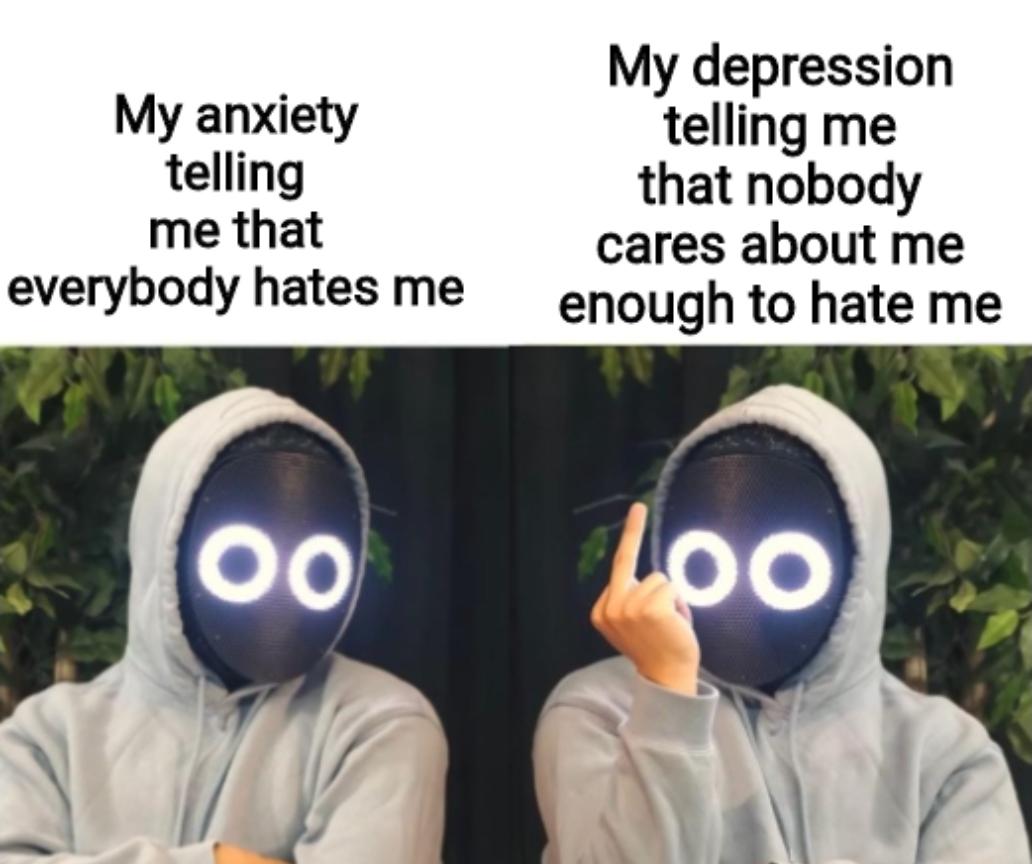 My anxiety
telling
me that
everybody hates me
My depression
telling me
that nobody
cares about me
enough to hate me